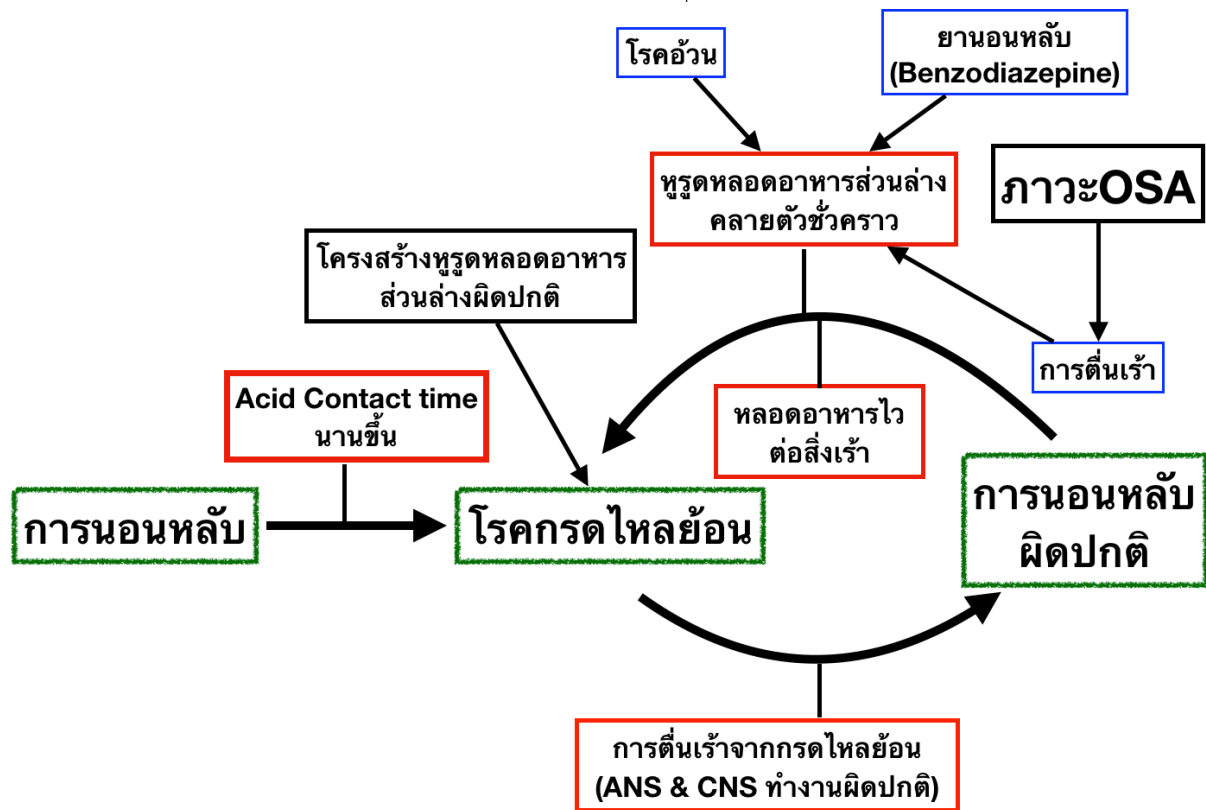 โรคอ้วน
ยานอนหลับ
(Benzodiazepine)
หูรูดหลอดอาหารส่วนล่าง
คลายตัวชั่วคราว
ภาวะOSA
โครงสร้างหูรูดหลอดอาหาร
ส่วนล่างผิดปกติ
การตื่นเร้า
Acid Contact time
นานขึ้น
หลอดอาหารไว
ต่อสิ่งเร้า
การนอนหลับ
โรคกรดไหลย้อน
การนอนหลับ
ผิดปกติ
การตื่นเร้าจากกรดไหลย้อน
(ANS & CNS ทำงานผิดปกติ)